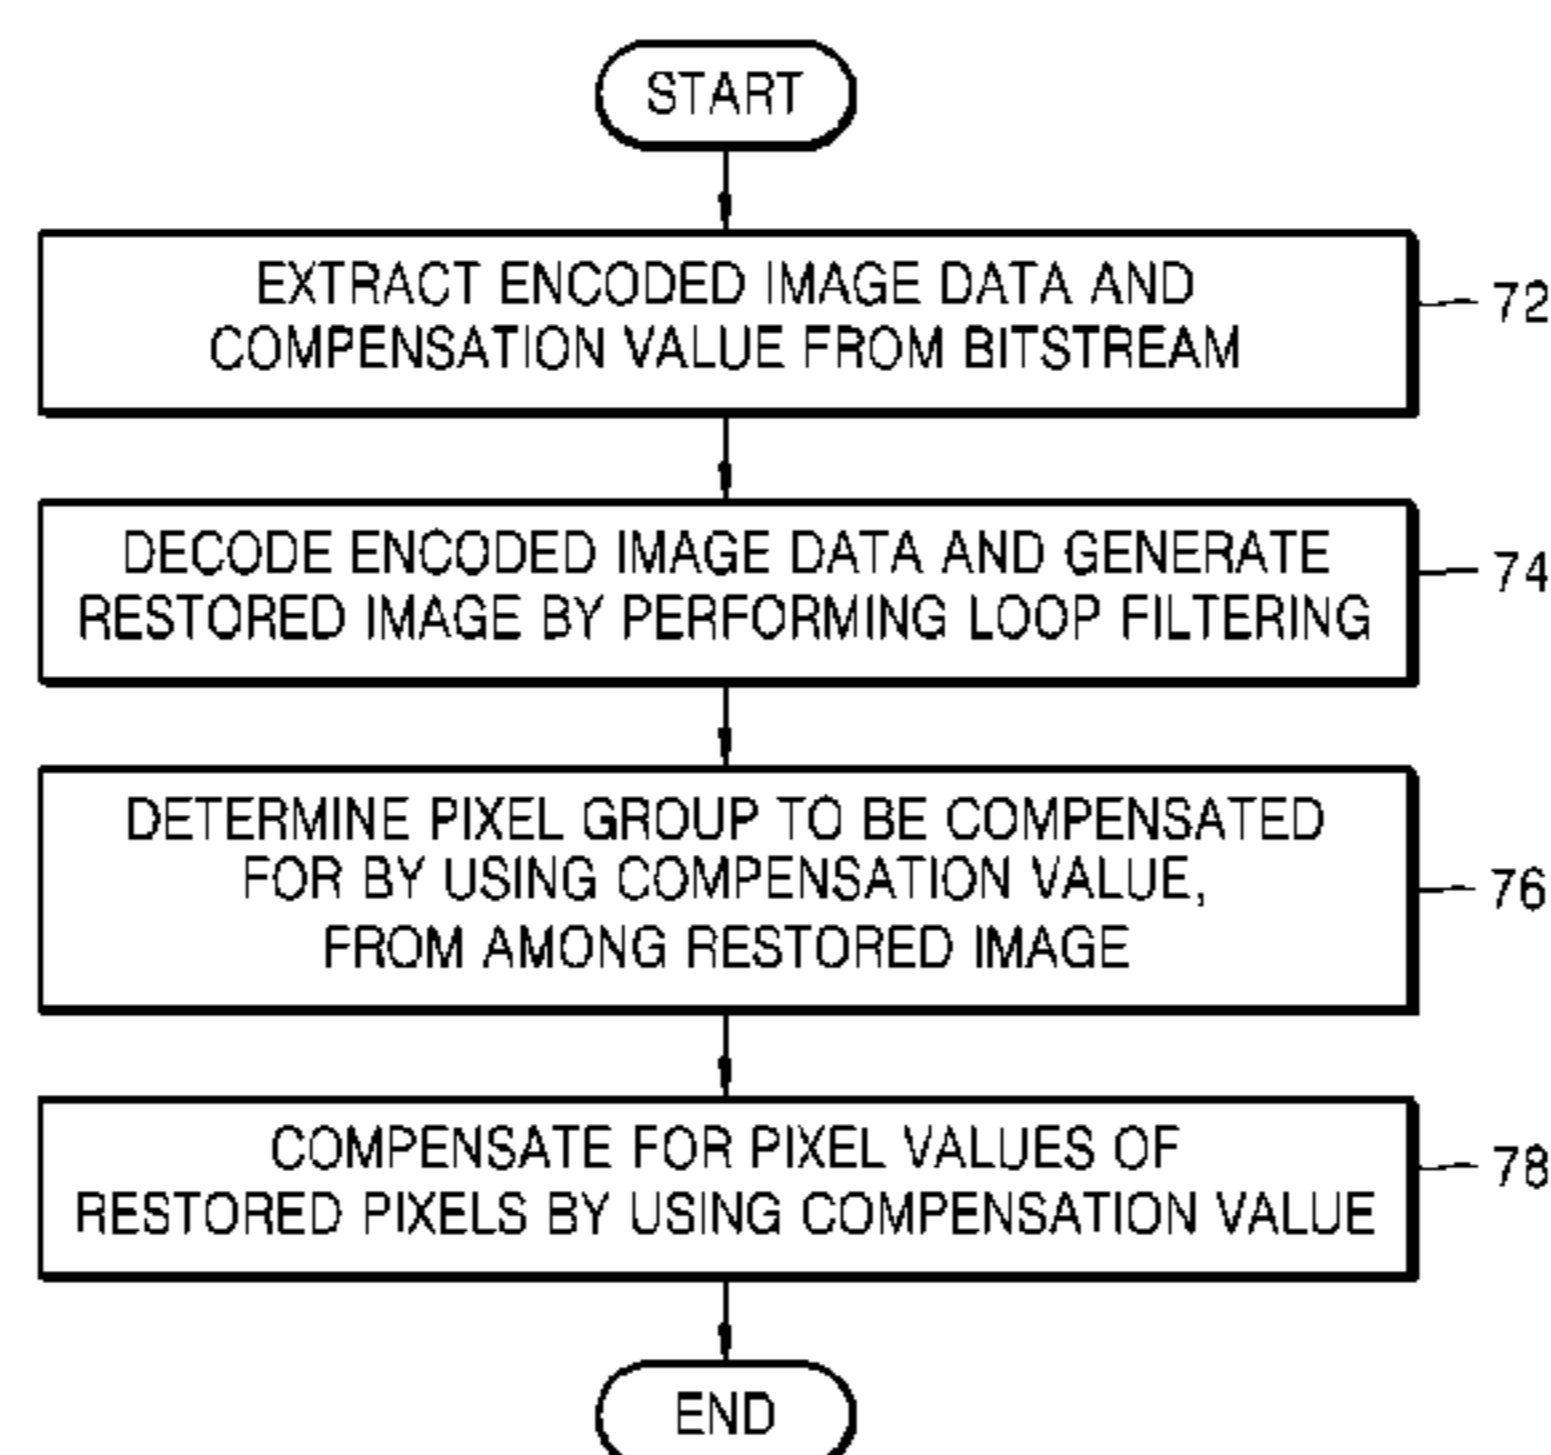 START
EXTRACT ENCODED IMAGE DATA AND
COMPENSATION VALUE FROM BITSTREAM
72
DECODE ENCODED IMAGE DATA AND GENERATE
RESTORED IMAGE BY PERFORMING LOOP FILTERING
74
DETERMINE PIXEL GROUP TO BE COMPENSATED
FOR BY USING COMPENSATION VALUE,
FROM AMONG RESTORED IMAGE
76
COMPENSATE FOR PIXEL VALUES OF
RESTORED PIXELS BY USING COMPENSATION VALUE
78
END